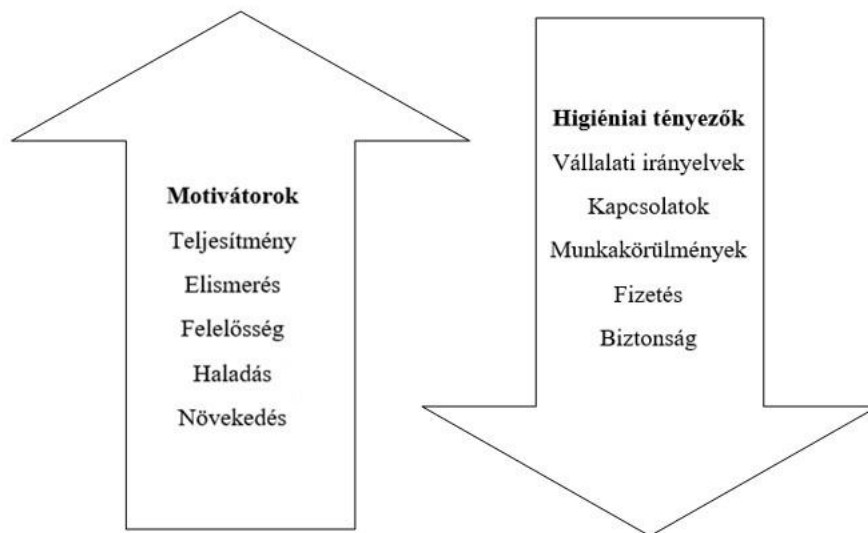 Motivátorok
Teljesítmény
Elismerés
Felelősség
Haladás
Növekedés
Higiéniai tényezők
Vállalati irányelvek
Kapcsolatok
Munkakörülmények
Fizetés
Biztonság